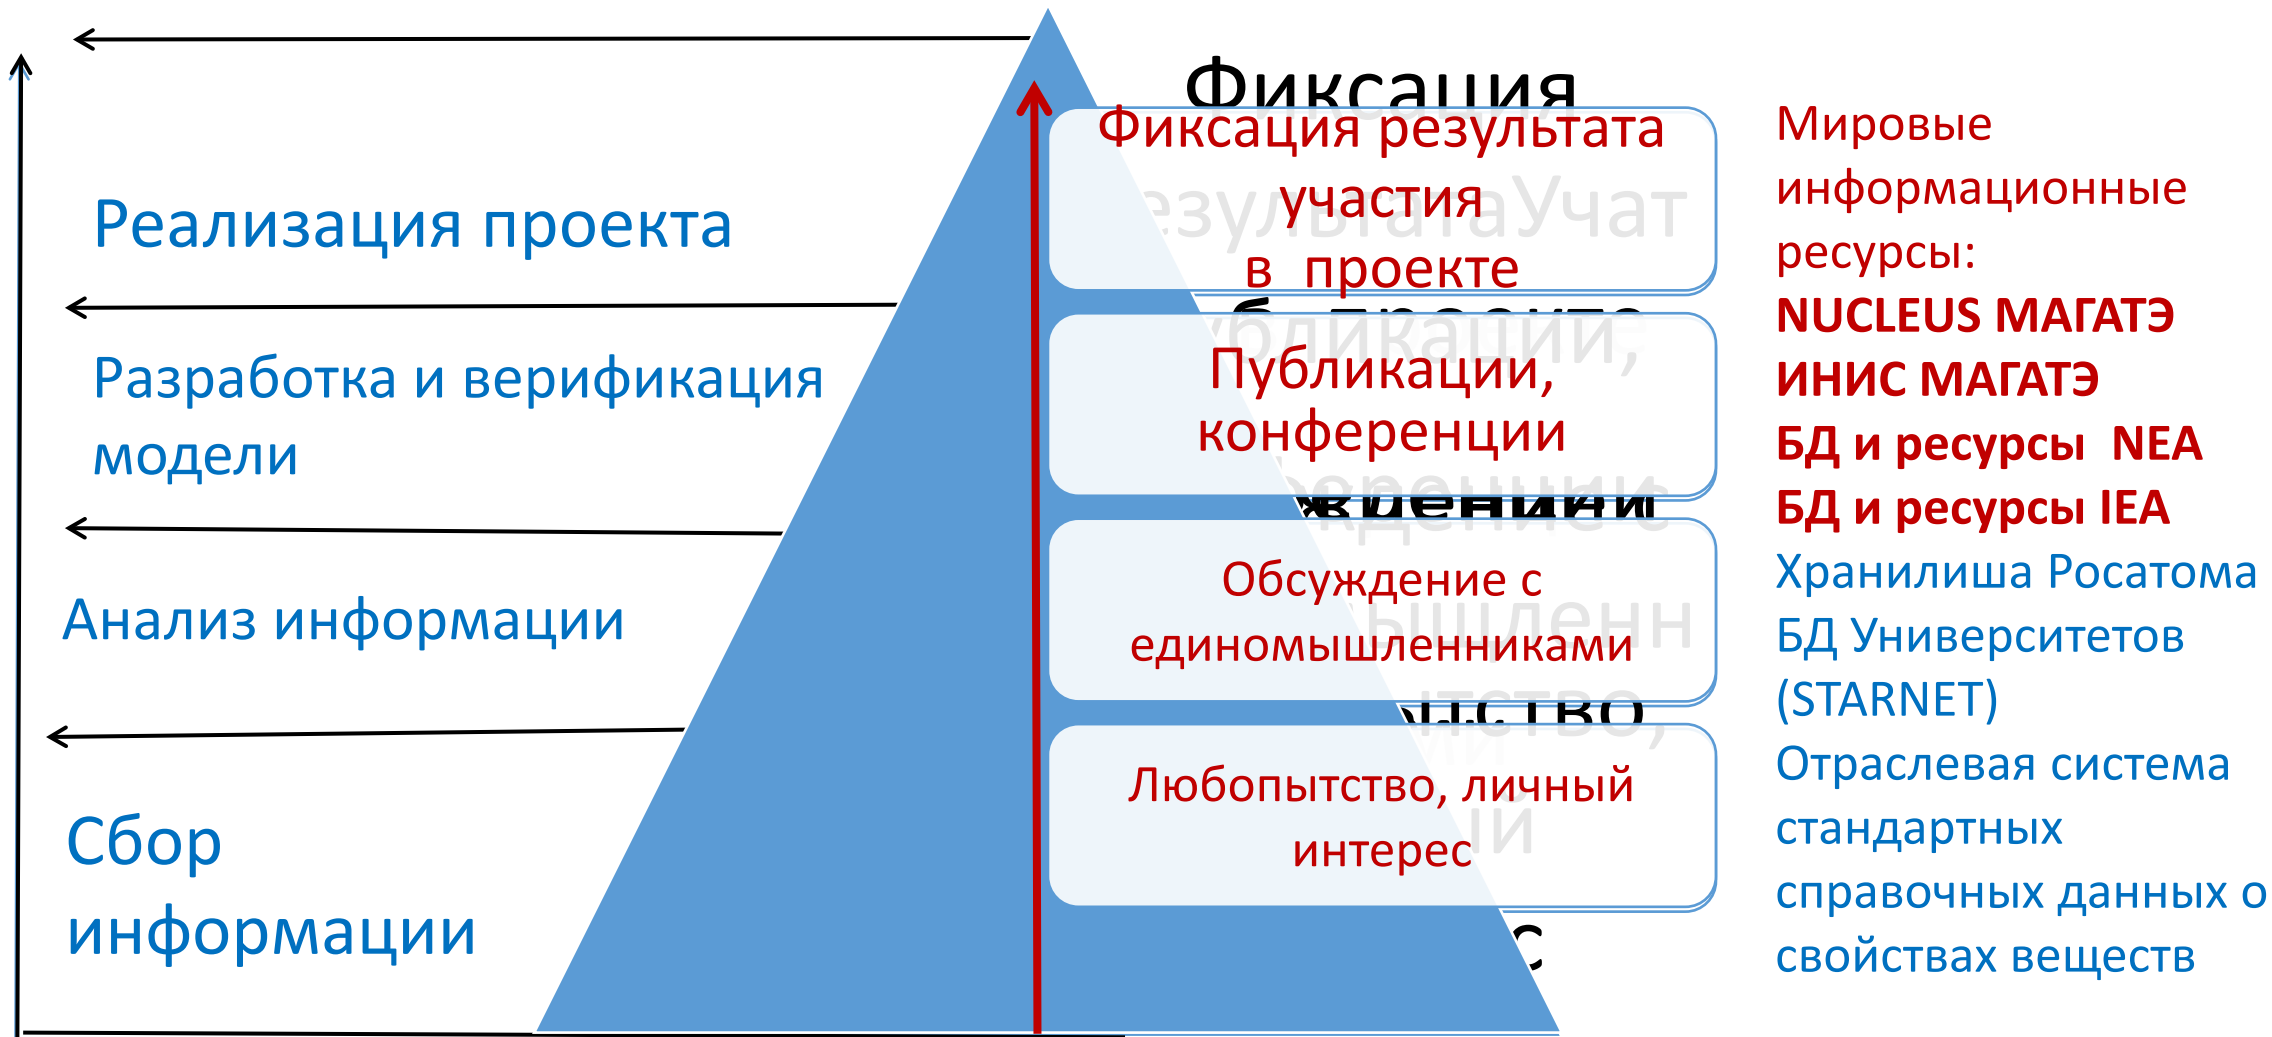 Реализация проекта
Разработка и верификация
модели
Анализ информации
Сбор
информации
Фиксация
Фиксация результата
участия
в проекте
Публикации,
конференции
Обсуждение с
единомышленниками
Любопытство, личный
интерес
Мировые
информационные
ресурсы:
NUCLEUS МАГАТЭ
ИНИС МАГАТЭ
БД и ресурсы NEA
БД и ресурсы IEA
Хранилиша Росатома
БД Университетов
(STARNET)
Отраслевая система
стандартных
справочных данных о
свойствах веществ